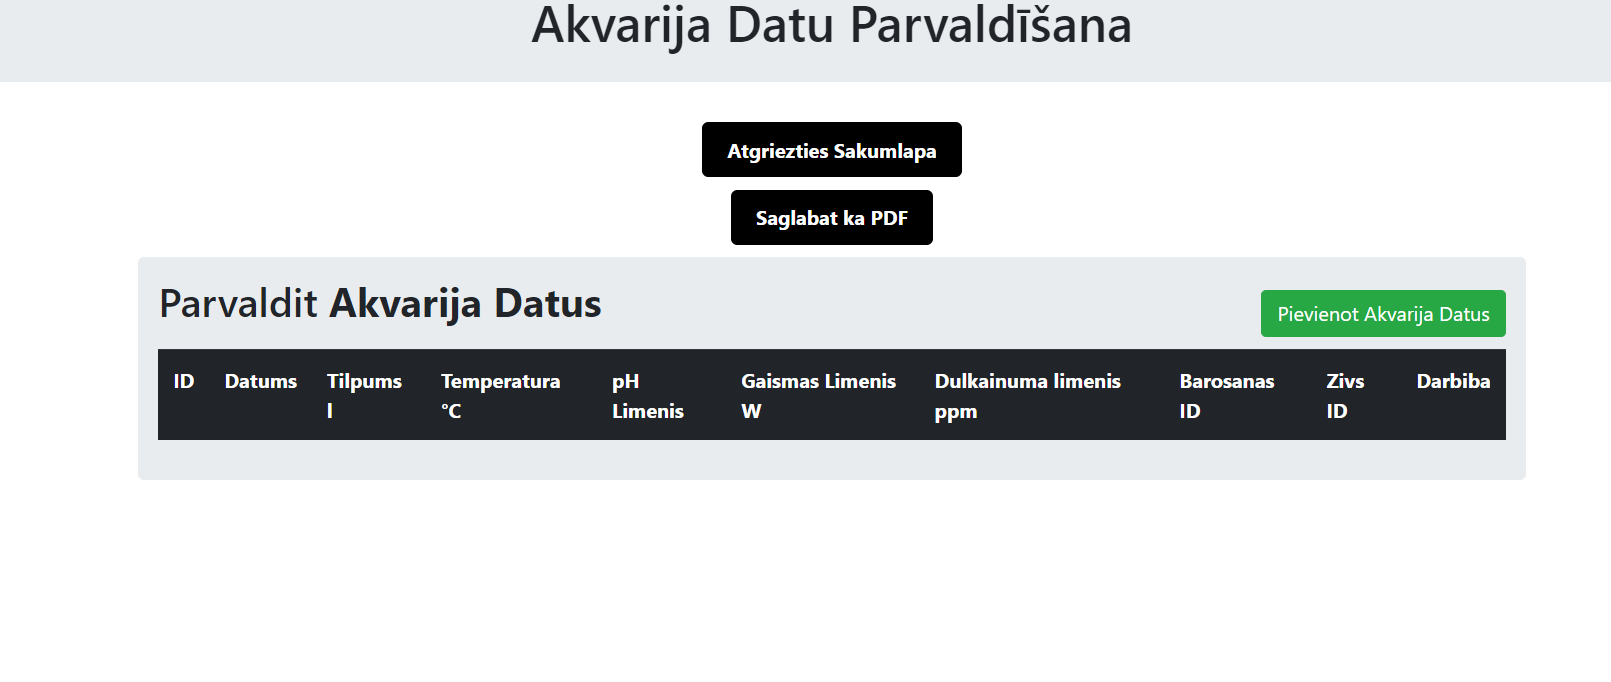 Akvarija Datu Parvaldīšana
Atgriezties Sakumlapa
Saglabat ka PDF
Parvaldit Akvarija Datus
Pievienot Akvarija Datus
ID Datums Tilpums Temperatura pH Gaismas Limenis Dulkainuma limenis Barosanas Zivs Darbiba
l °C Limenis W ppm ID ID